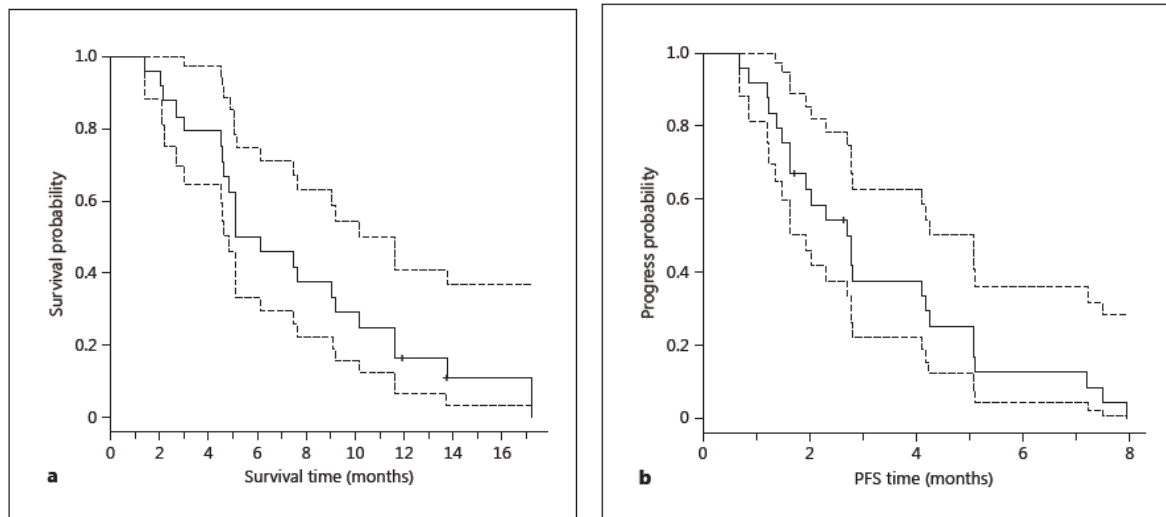 1.0
0.8
0.6
0.4
0.2
0
Survival probability
0 2 4 6 8 10 12 14 16
Survival time (months)
a
1.0
0.8
0.6
0.4
0.2
0
Progress probability
0 2 4 6 8
PFS time (months)
b